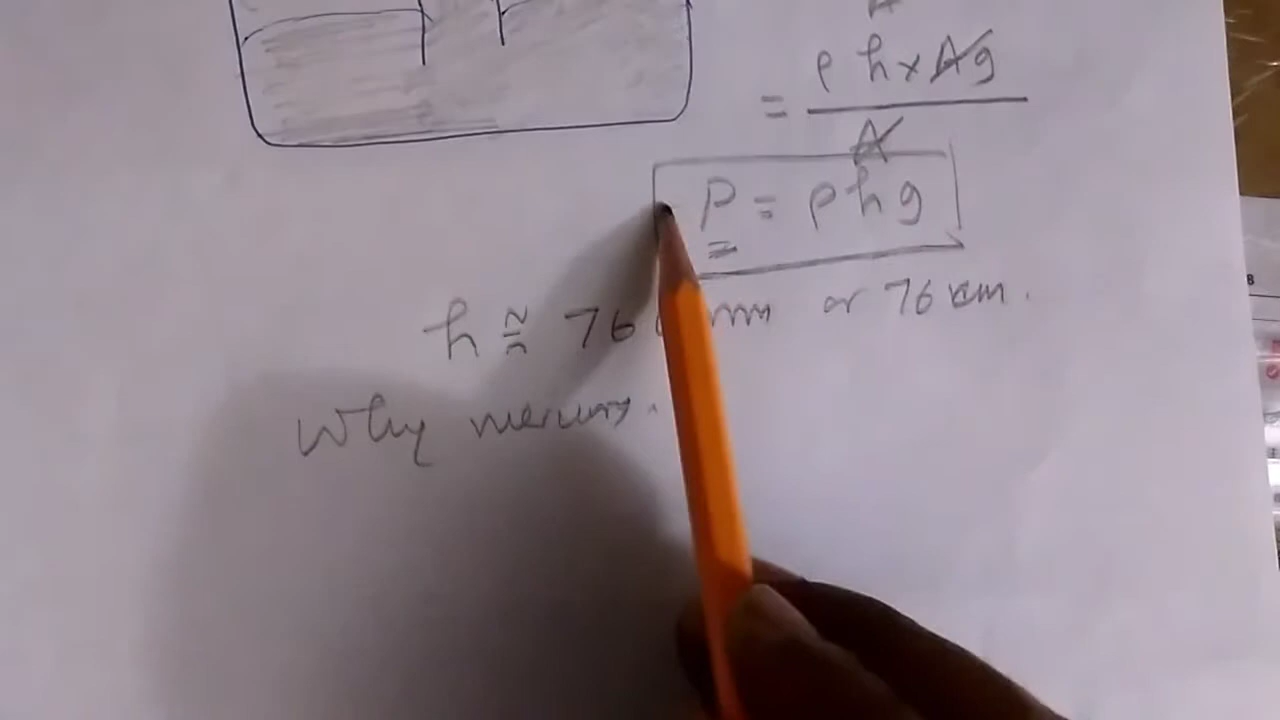 = ρ h x A g
A
P = ρ h g
h ≅ 76 mm or 76 cm.
Why mercury.